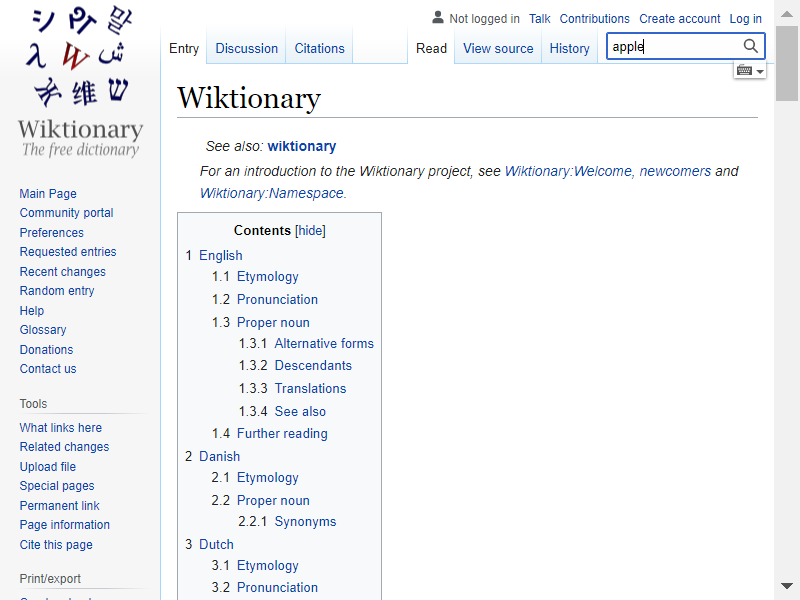 Wiktionary
The free dictionary
Not logged in Talk Contributions Create account Log in
Entry Discussion Citations Read View source History apple
Wiktionary
See also: wiktionary
For an introduction to the Wiktionary project, see Wiktionary:Welcome, newcomers and
Wiktionary:Namespace.
Contents [hide]
1 English
1.1 Etymology
1.2 Pronunciation
1.3 Proper noun
1.3.1 Alternative forms
1.3.2 Descendants
1.3.3 Translations
1.3.4 See also
1.4 Further reading
2 Danish
2.1 Etymology
2.2 Proper noun
2.2.1 Synonyms
3 Dutch
3.1 Etymology
3.2 Pronunciation
Main Page
Community portal
Preferences
Requested entries
Recent changes
Random entry
Help
Glossary
Donations
Contact us
Tools
What links here
Related changes
Upload file
Special pages
Permanent link
Page information
Cite this page
Print/export